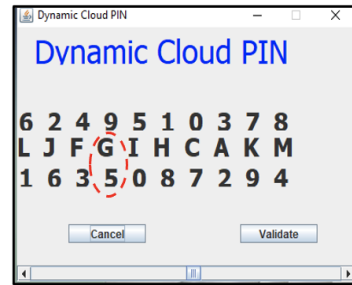 Dynamic Cloud PIN
Dynamic Cloud PIN
6 2 4 9 5 1 0 3 7 8
L J F G I H C A K M
1 6 3 5 0 8 7 2 9 4
Cancel Validate